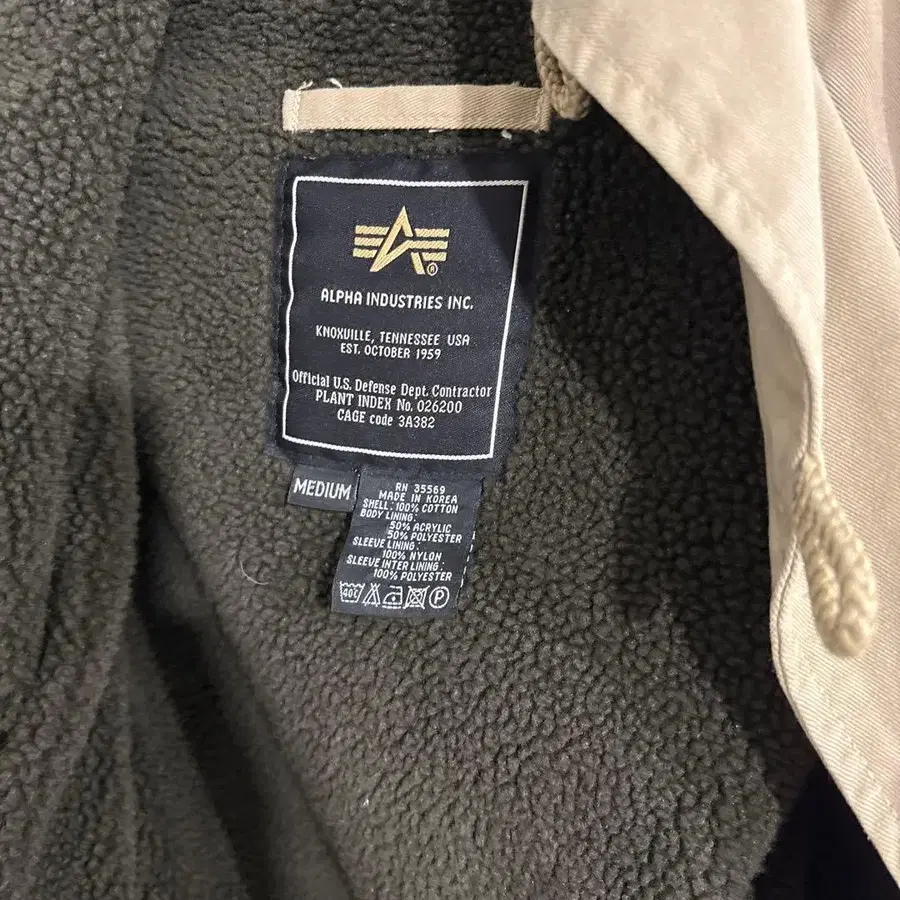 ®
ALPHA INDUSTRIES INC.
KNOXVILLE, TENNESSEE USA
EST. OCTOBER 1959
Official U.S. Defense Dept. Contractor
PLANT INDEX No. 026200
CAGE code 3A382
MEDIUM
RN 35569
MADE IN KOREA
SHELL: 100% COTTON
BODY LINING:
50% ACRYLIC
50% POLYESTER
SLEEVE LINING:
100% NYLON
SLEEVE INTER LINING:
100% POLYESTER
40C P